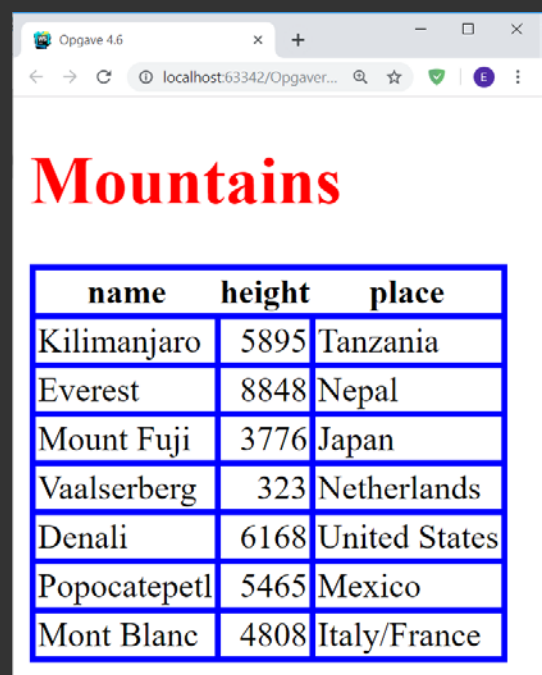 Opgave 4.6
localhost:63342/Opgaver...
E
Mountains
name height place
Kilimanjaro 5895 Tanzania
Everest 8848 Nepal
Mount Fuji 3776 Japan
Vaalserberg 323 Netherlands
Denali 6168 United States
Popocatepetl 5465 Mexico
Mont Blanc 4808 Italy/France